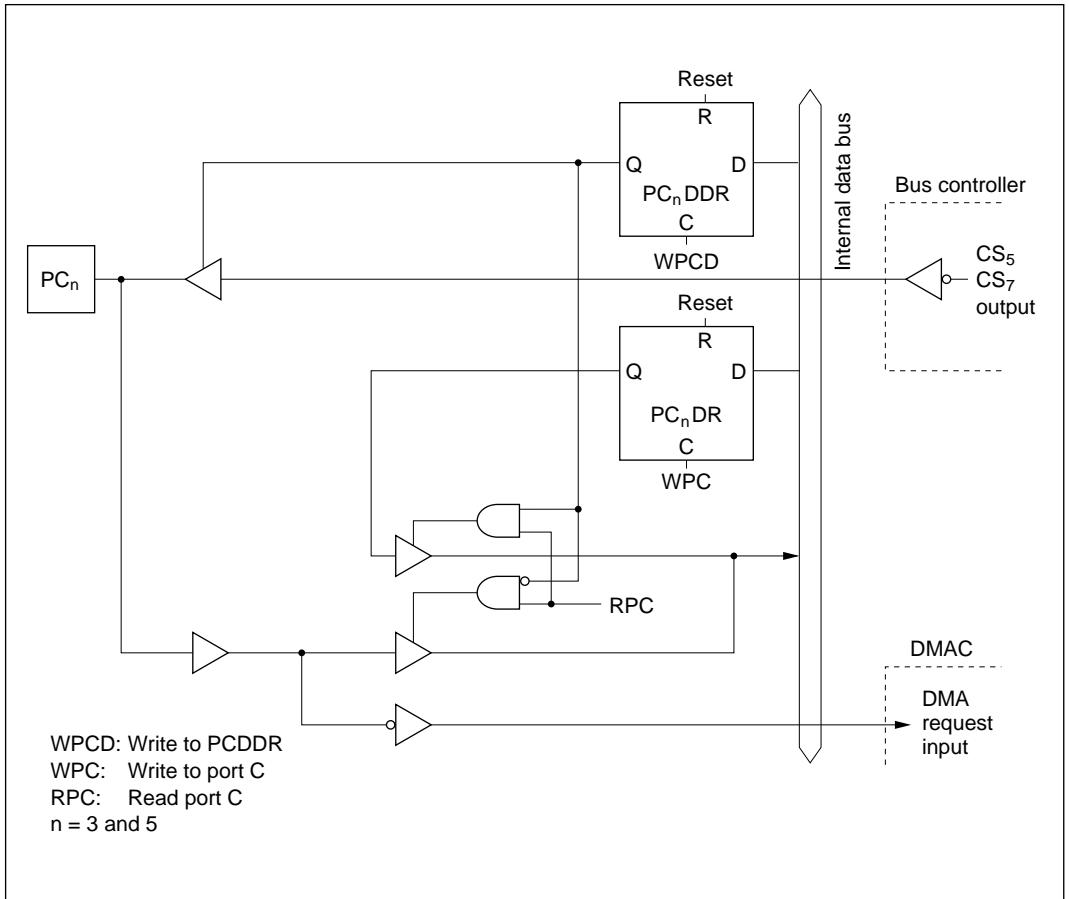 Reset
R
Q D
PCnDDR
C
WPCD
Internal data bus
Bus controller
CS5
CS7
output
PCn
Reset
R
Q D
PCnDR
C
WPC
RPC
DMAC
DMA
request
input
WPCD: Write to PCDDR
WPC: Write to port C
RPC: Read port C
n = 3 and 5